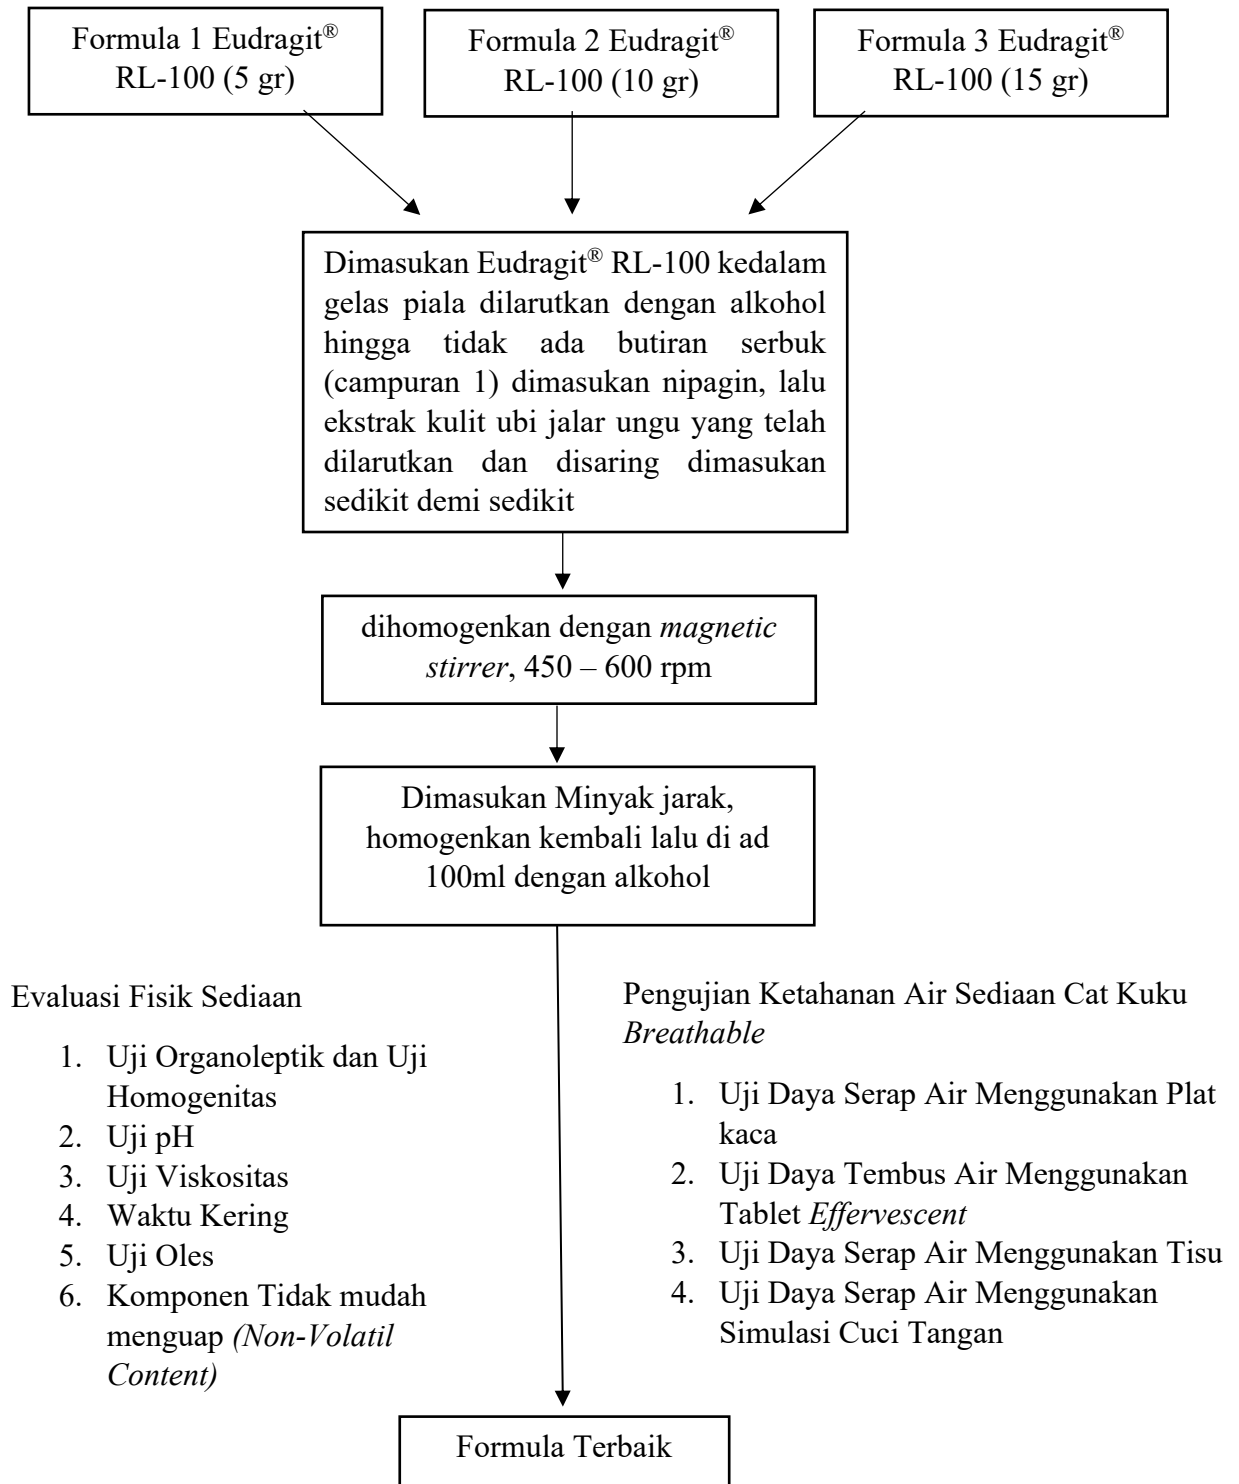 Formula 1 Eudragit®
RL-100 (5 gr)
Formula 2 Eudragit®
RL-100 (10 gr)
Formula 3 Eudragit®
RL-100 (15 gr)
Dimasukan Eudragit® RL-100 kedalam
gelas piala dilarutkan dengan alkohol
hingga tidak ada butiran serbuk
(campuran 1) dimasukan nipagin, lalu
ekstrak kulit ubi jalar ungu yang telah
dilarutkan dan disaring dimasukan
sedikit demi sedikit
dihomogenkan dengan magnetic
stirrer, 450 – 600 rpm
Dimasukan Minyak jarak,
homogenkan kembali lalu di ad
100ml dengan alkohol
Evaluasi Fisik Sediaan
1. Uji Organoleptik dan Uji
Homogenitas
2. Uji pH
3. Uji Viskositas
4. Waktu Kering
5. Uji Oles
6. Komponen Tidak mudah
menguap (Non-Volatil
Content)
Pengujian Ketahanan Air Sediaan Cat Kuku
Breathable
1. Uji Daya Serap Air Menggunakan Plat
kaca
2. Uji Daya Tembus Air Menggunakan
Tablet Effervescent
3. Uji Daya Serap Air Menggunakan Tisu
4. Uji Daya Serap Air Menggunakan
Simulasi Cuci Tangan
Formula Terbaik